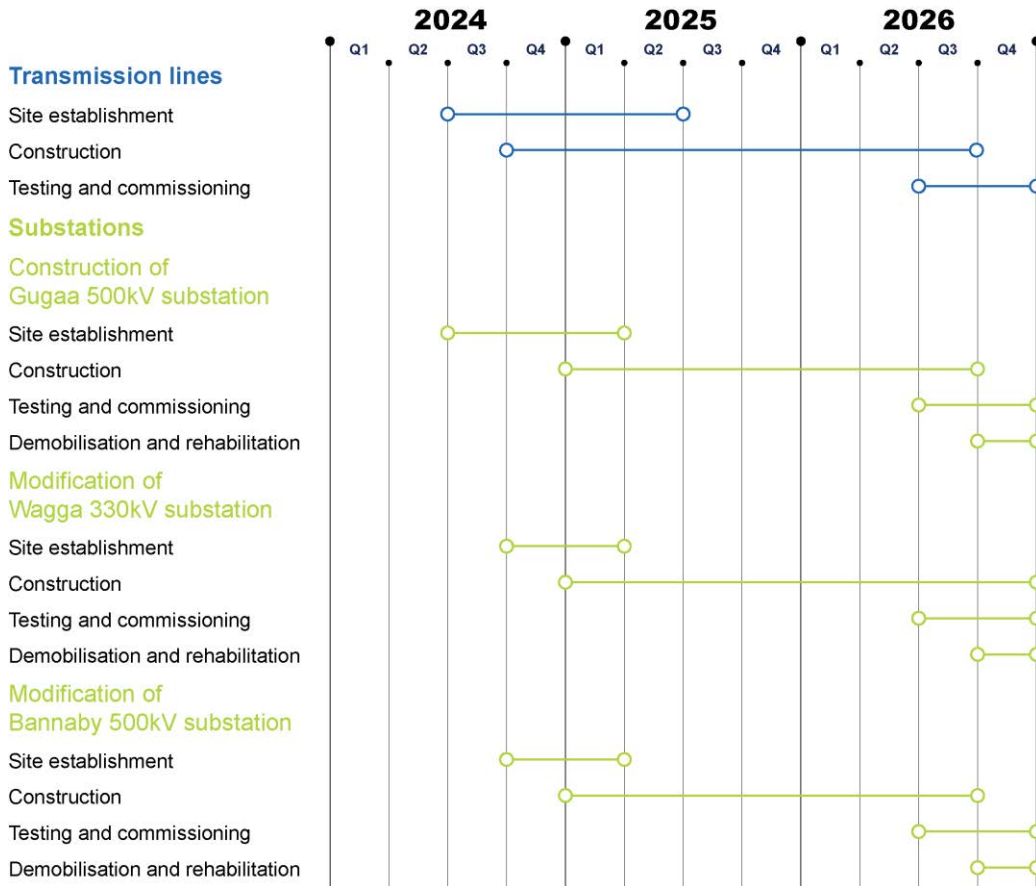 2024 2025 2026
Q1 Q2 Q3 Q4 Q1 Q2 Q3 Q4 Q1 Q2 Q3 Q4
Transmission lines
Site establishment
Construction
Testing and commissioning
Substations
Construction of
Gugaa 500kV substation
Site establishment
Construction
Testing and commissioning
Demobilisation and rehabilitation
Modification of
Wagga 330kV substation
Site establishment
Construction
Testing and commissioning
Demobilisation and rehabilitation
Modification of
Bannaby 500kV substation
Site establishment
Construction
Testing and commissioning
Demobilisation and rehabilitation